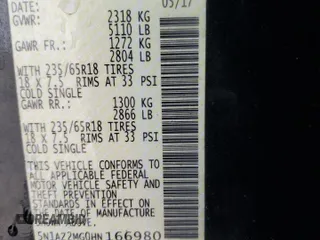 05/17
GVWR: 2318 KG
5110 LB
GAWR FR.: 1272 KG
2804 LB
WITH 235/65R18 TIRES
18 X 7.5 RIMS AT 33 PSI
COLD SINGLE
GAWR RR.: 1300 KG
2866 LB
WITH 235/65R18 TIRES
18 X 7.5 RIMS AT 33 PSI
COLD SINGLE
THIS VEHICLE CONFORMS TO
ALL APPLICABLE FEDERAL
MOTOR VEHICLE SAFETY
AND THEFT PREVENTION
STANDARDS IN EFFECT ON
THE DATE OF MANUFACTURE
SHOWN ABOVE.
5N1AZ2MG0HN166980